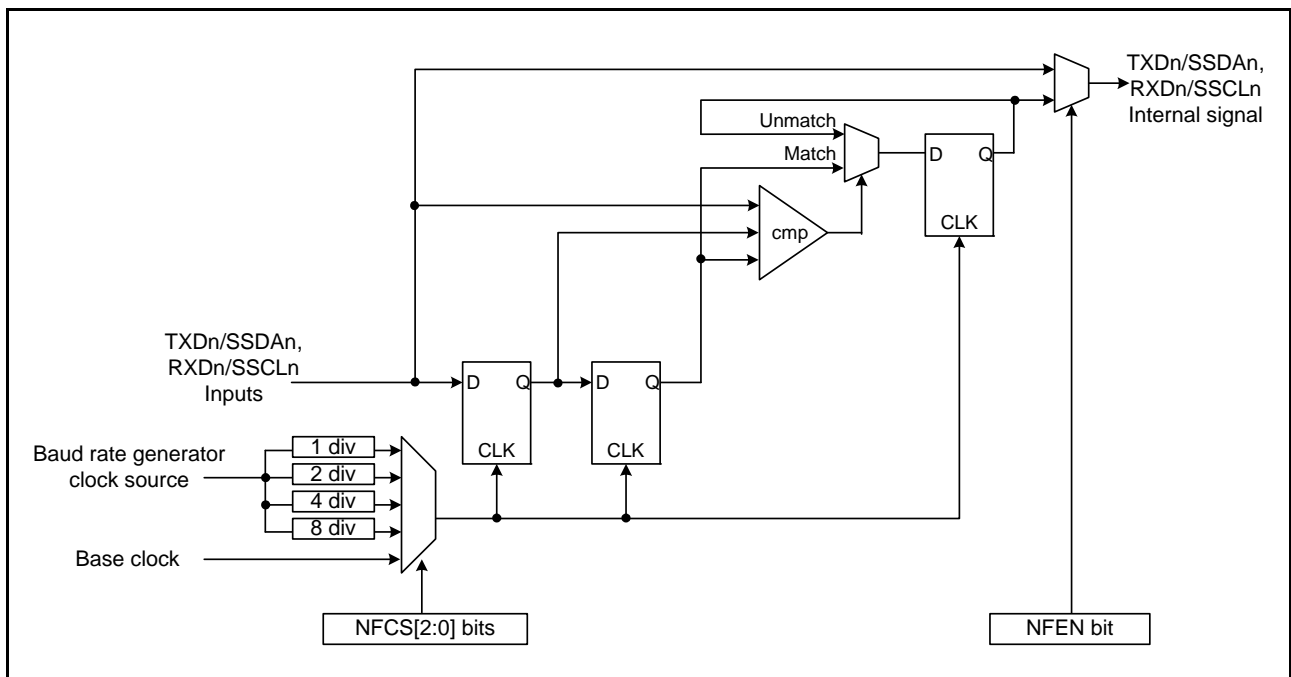 TXDn/SSDAn,
RXDn/SSCLn
Internal signal
Unmatch
Match
D
Q
CLK
cmp
TXDn/SSDAn,
RXDn/SSCLn
Inputs
D
Q
CLK
D
Q
CLK
Baud rate generator
clock source
1 div
2 div
4 div
8 div
Base clock
NFCS[2:0] bits
NFEN bit